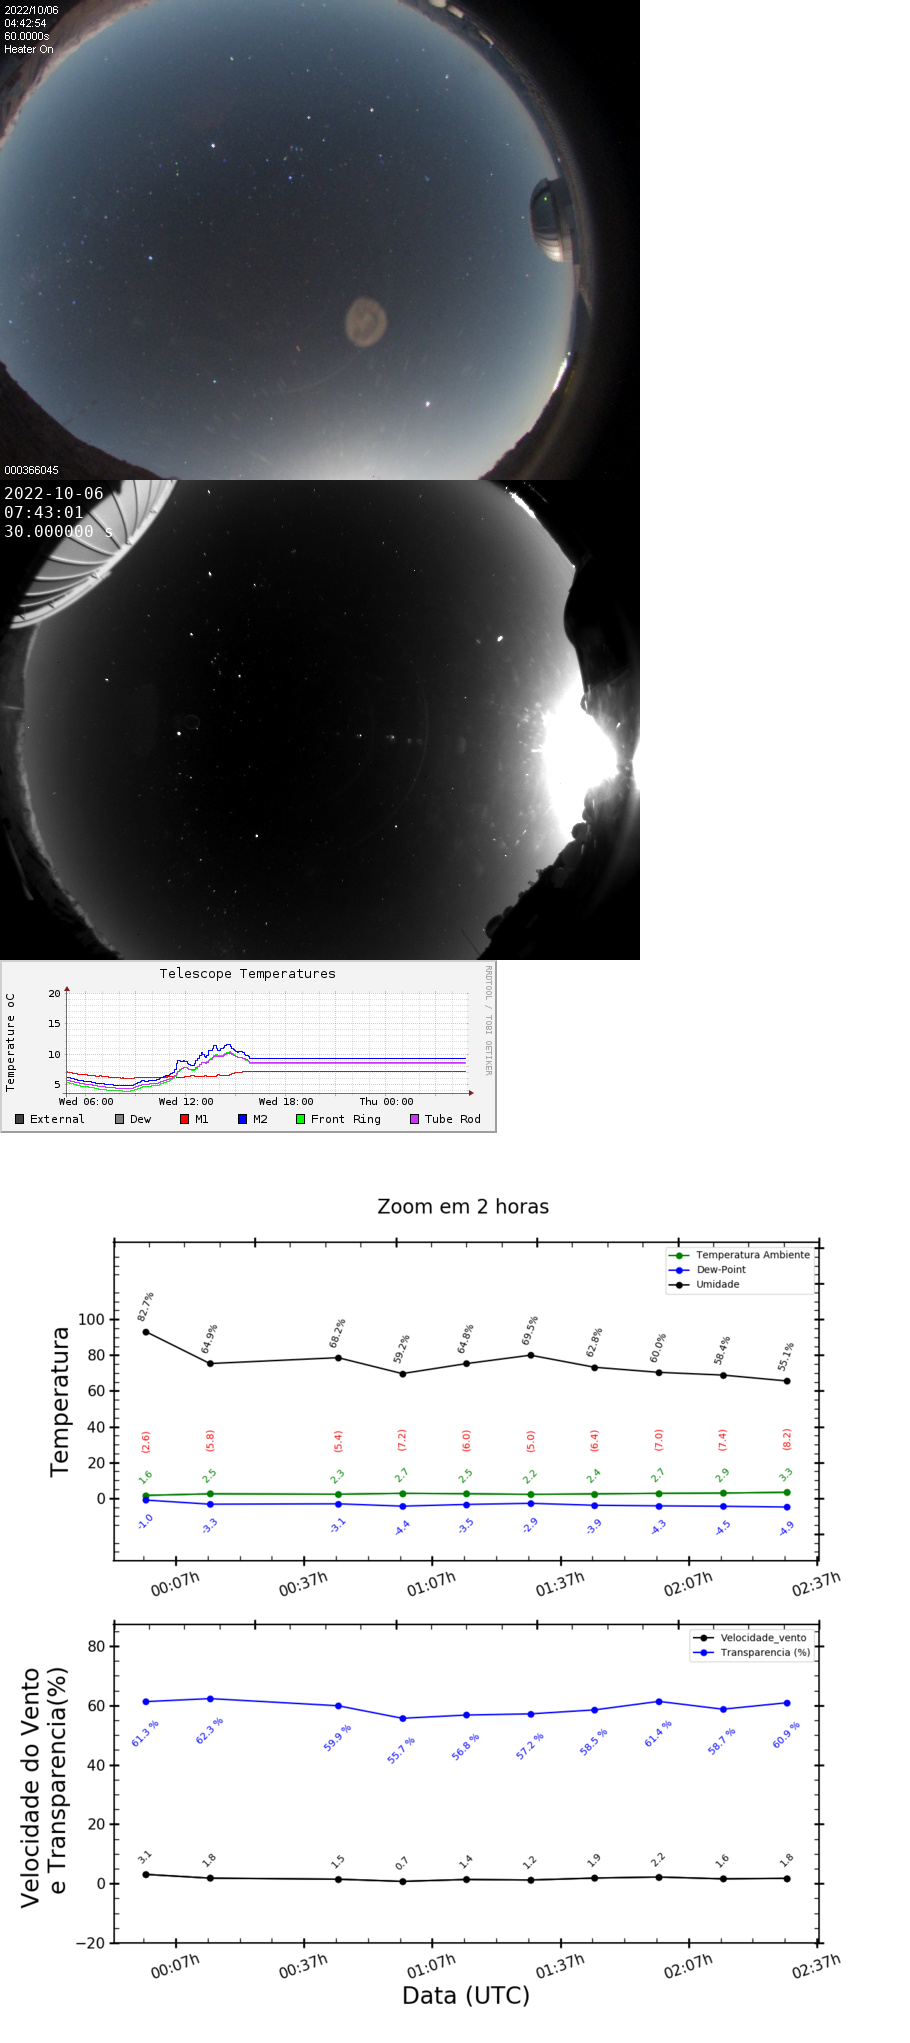 2022/10/06
04:42:54
60.0000s
Heater On
000366045
2022-10-06
07:43:01
30.000000 s
Telescope Temperatures
RRDTOOL / TOBI OETIKER
Temperature oC
20
15
10
5
Wed 06:00 Wed 12:00 Wed 18:00 Thu 00:00
External Dew M1 M2 Front Ring Tube Rod
Zoom em 2 horas
Temperatura Ambiente
Dew-Point
Umidade
Temperatura
100
80
60
40
20
0
82.7% 64.9% 68.2% 59.2% 64.8% 69.5% 62.8% 60.0% 58.4% 55.1%
(2.6) (5.8) (5.4) (7.2) (6.0) (5.0) (6.4) (7.0) (7.4) (8.2)
1.6 2.5 2.3 2.7 2.5 2.2 2.4 2.7 2.9 3.3
-1.0 -3.3 -3.1 -4.4 -3.5 -2.9 -3.9 -4.3 -4.5 -4.9
00:07h 00:37h 01:07h 01:37h 02:07h 02:37h
Velocidade_vento
Transparencia (%)
Velocidade do Vento
e Transparencia(%)
80
60
40
20
0
−20
61.3 % 62.3 % 59.9 % 55.7 % 56.8 % 57.2 % 58.5 % 61.4 % 58.7 % 60.9 %
3.1 1.8 1.5 0.7 1.4 1.2 1.9 2.2 1.6 1.8
00:07h 00:37h 01:07h 01:37h 02:07h 02:37h
Data (UTC)